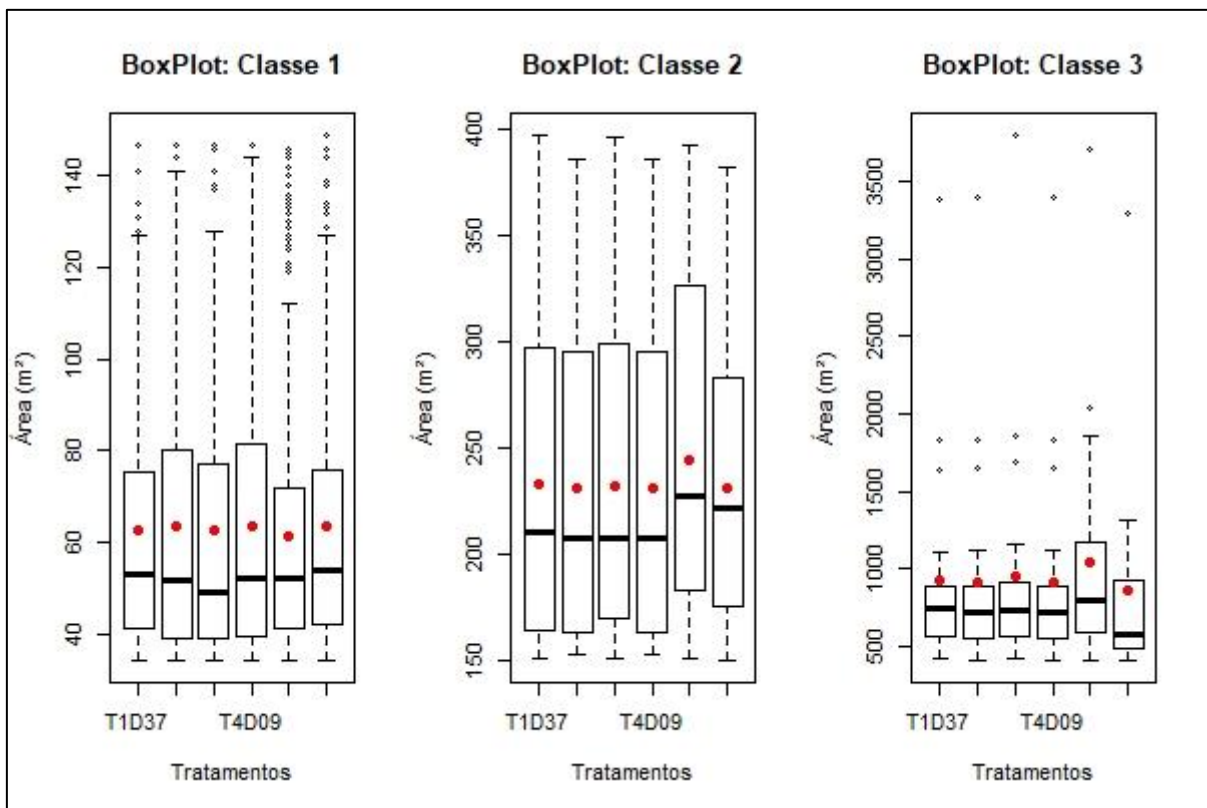 BoxPlot: Classe 1
Área (m²)
140
120
100
80
60
40
T1D37 T4D09
Tratamentos
BoxPlot: Classe 2
Área (m²)
400
350
300
250
200
150
T1D37 T4D09
Tratamentos
BoxPlot: Classe 3
Área (m²)
3500
3000
2500
2000
1500
1000
500
T1D37 T4D09
Tratamentos